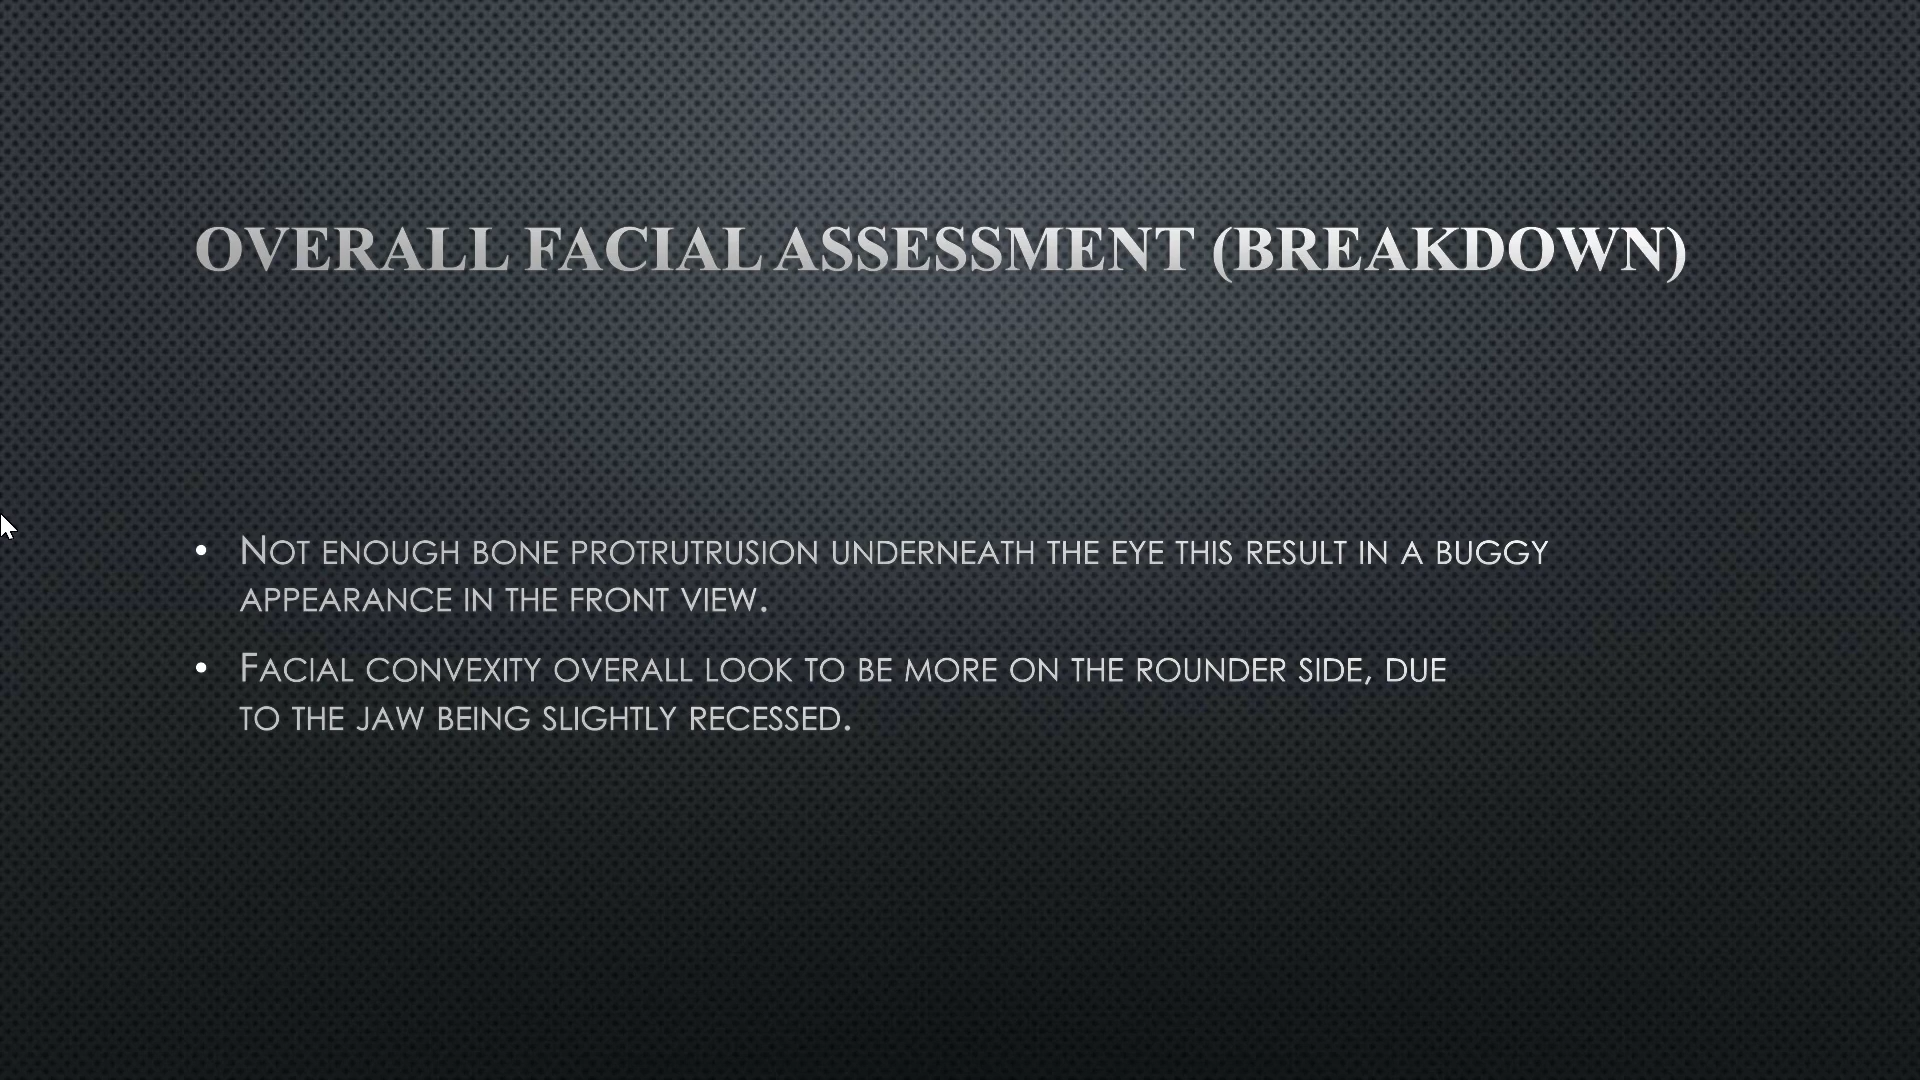 OVERALL FACIAL ASSESSMENT (BREAKDOWN)
• NOT ENOUGH BONE PROTRUTRUSION UNDERNEATH THE EYE THIS RESULT IN A BUGGY
APPEARANCE IN THE FRONT VIEW.
• FACIAL CONVEXITY OVERALL LOOK TO BE MORE ON THE ROUNDER SIDE, DUE
TO THE JAW BEING SLIGHTLY RECESSED.